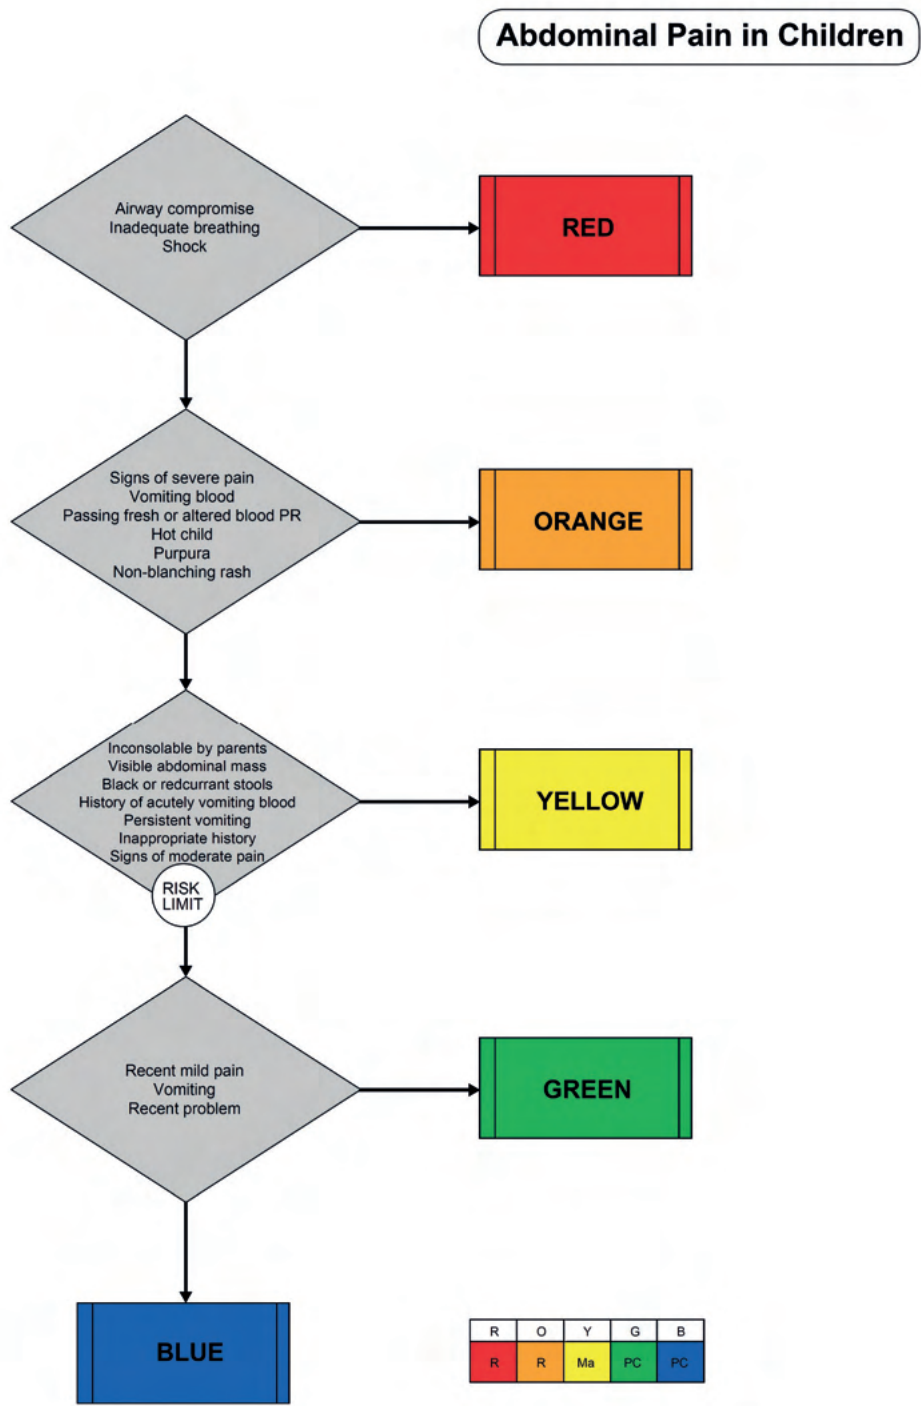 Abdominal Pain in Children
Airway compromise
Inadequate breathing
Shock
RED
Signs of severe pain
Vomiting blood
Passing fresh or altered blood PR
Hot child
Purpura
Non-blanching rash
ORANGE
Inconsolable by parents
Visible abdominal mass
Black or redcurrant stools
History of acutely vomiting blood
Persistent vomiting
Inappropriate history
Signs of moderate pain
YELLOW
RISK
LIMIT
Recent mild pain
Vomiting
Recent problem
GREEN
BLUE
R O Y G B
R R Ma PC PC